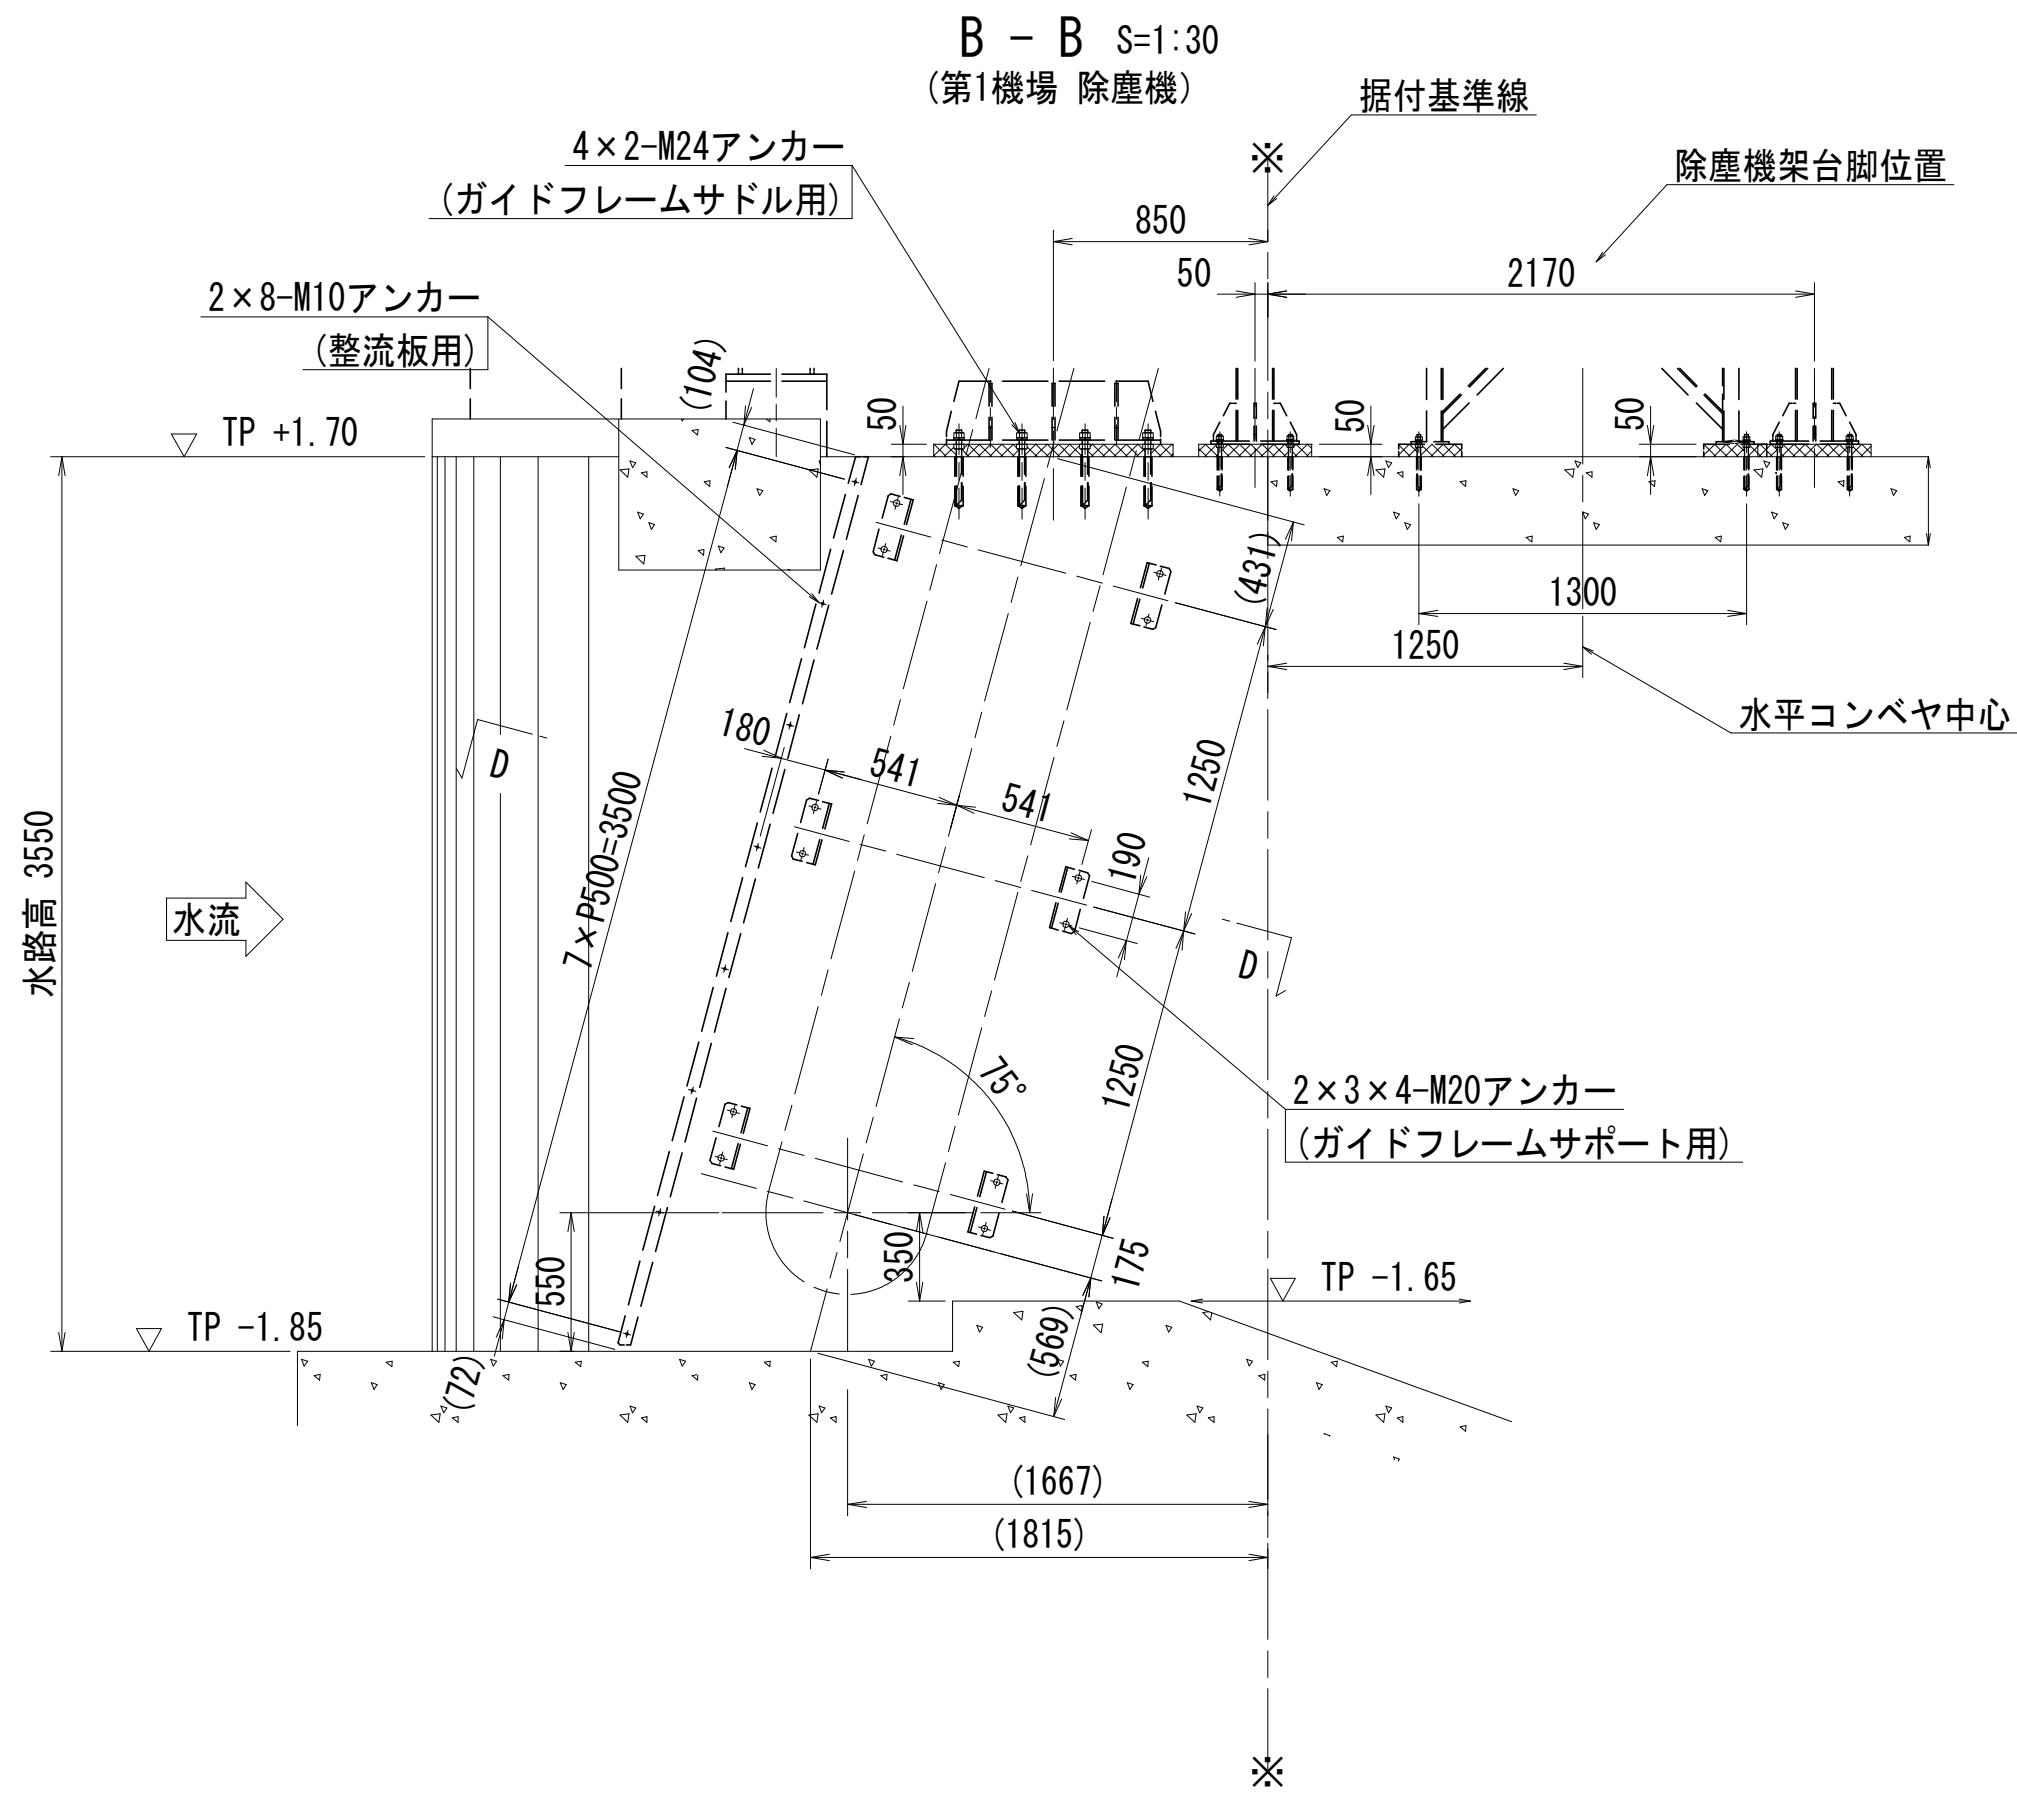 B - B S=1:30
(第1機場 除塵機)
据付基準線
4×2-M24アンカー
(ガイドフレームサドル用)
※
除塵機架台脚位置
850
50
2170
2×8-M10アンカー
(整流板用)
(104)
50
50
50
TP +1.70
(431)
1300
1250
水平コンベヤ中心
180
541
541
1250
D
190
7×P500=3500
水路高 3550
水流
D
75°
1250
2×3×4-M20アンカー
(ガイドフレームサポート用)
550
350
175
TP -1.65
TP -1.85
(569)
(72)
(1667)
(1815)
※